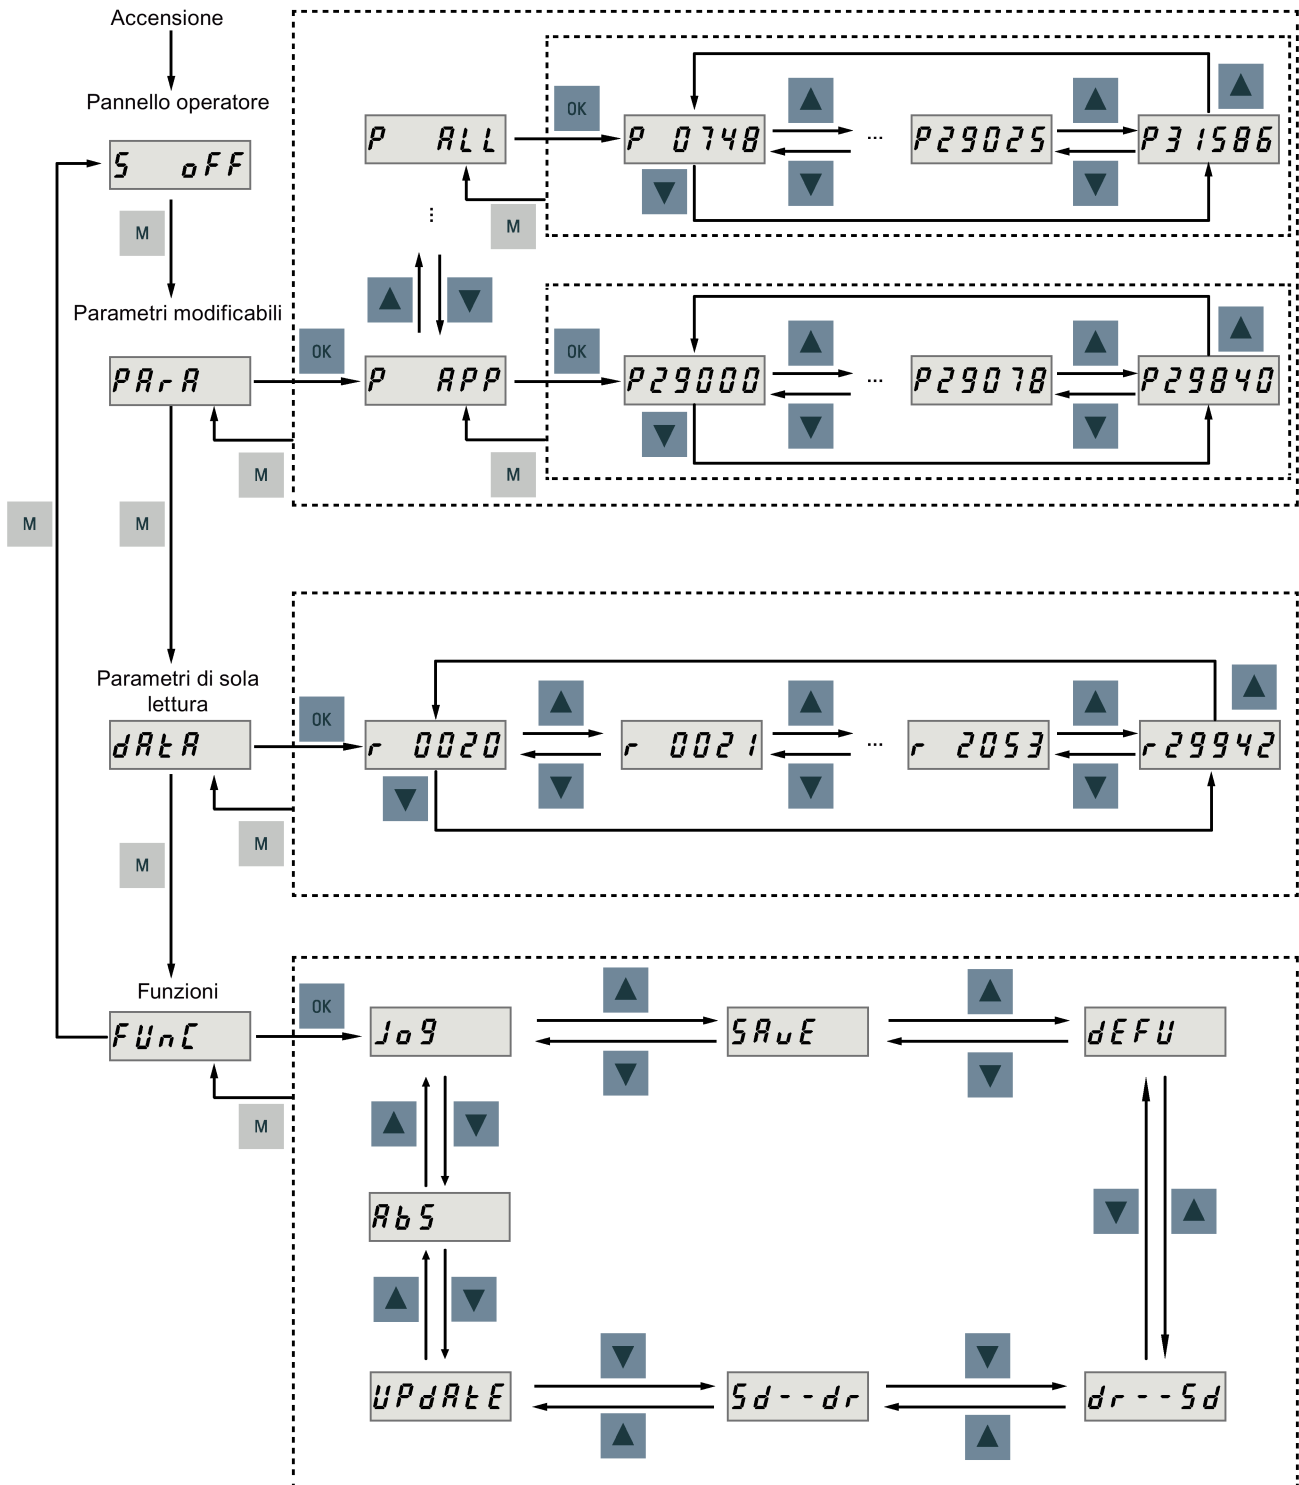 Accensione
Pannello operatore
S oFF
M
Parametri modificabili
PArA
OK
M
P ALL
OK
P 0748
...
P29025
P31586
M
...
P APP
OK
P29000
...
P29078
P29840
M
M
M
Parametri di sola
lettura
dAtA
OK
r 0020
r 0021
...
r 2053
r29942
M
M
Funzioni
FUnC
OK
Jog
SAvE
dEFU
M
AbS
UPdAtE
Sd--dr
dr--Sd